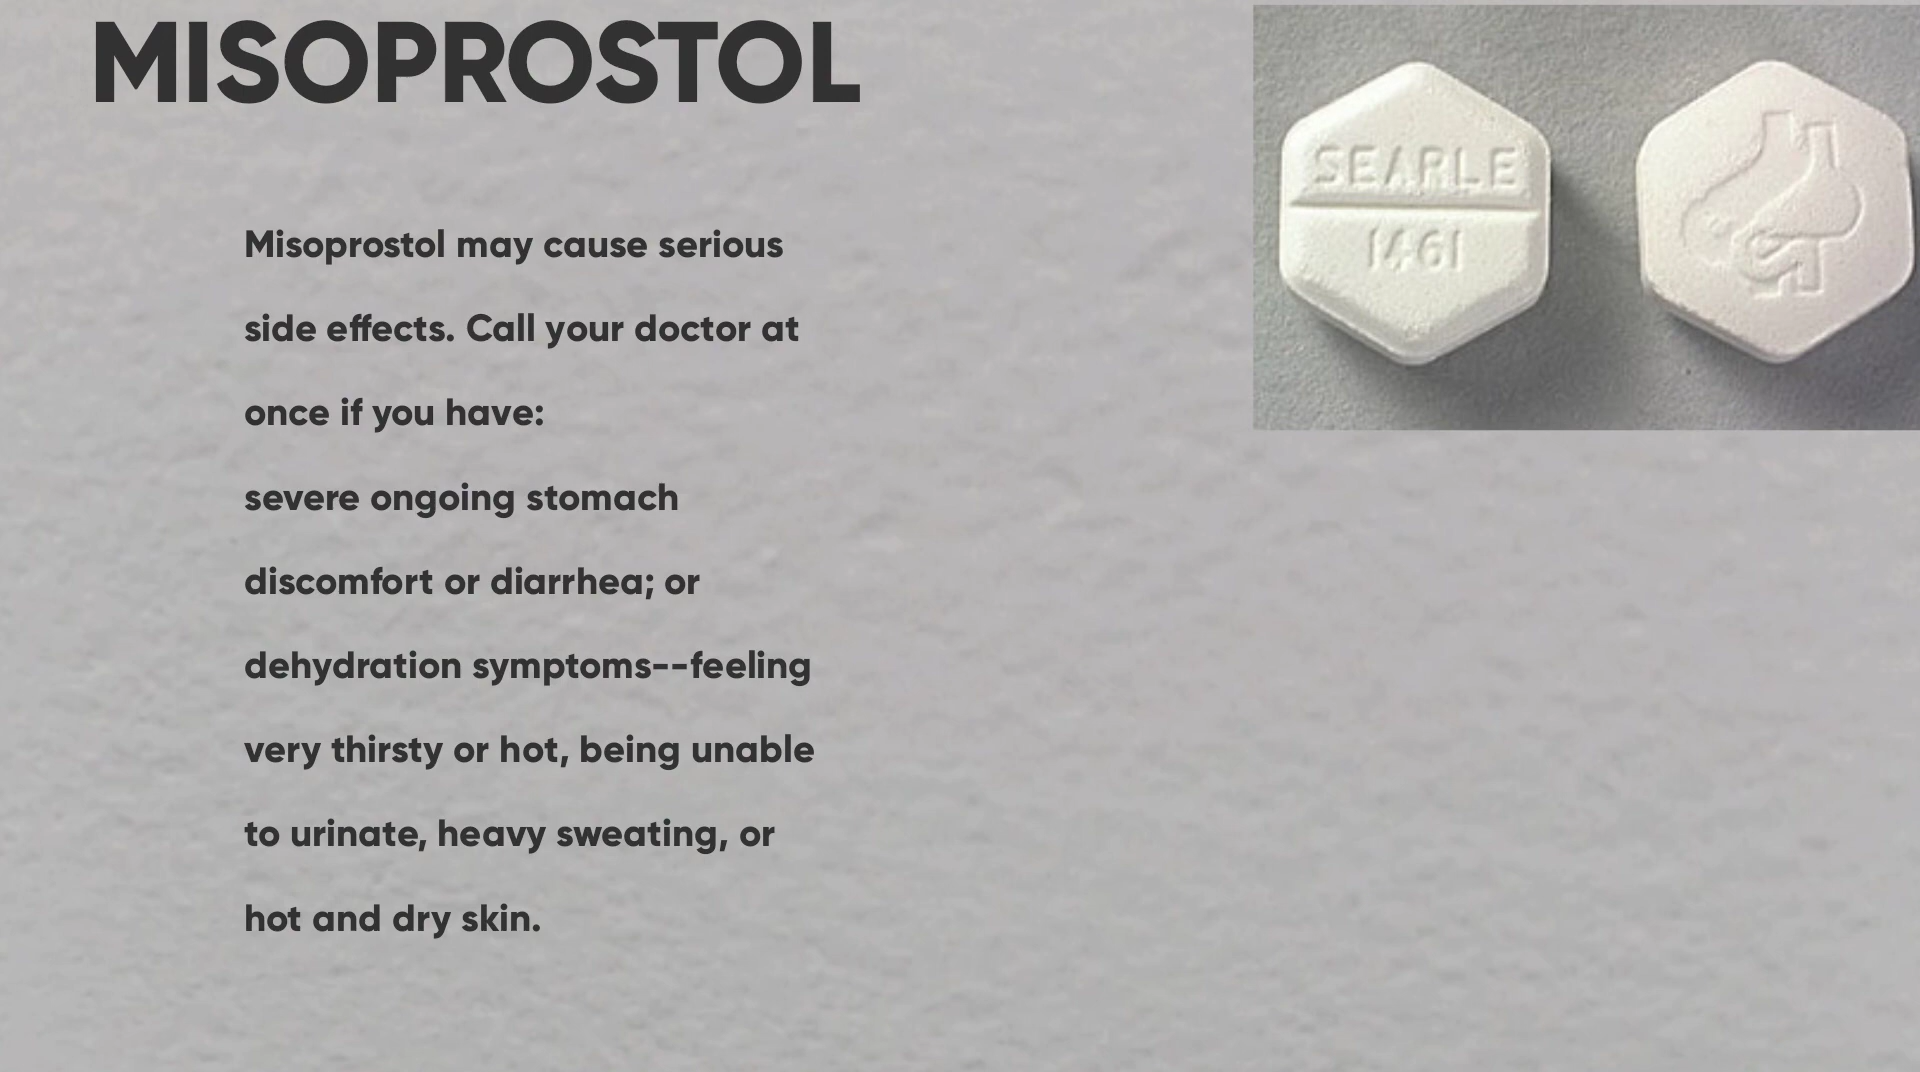 MISOPROSTOL
SEARLE
1461
Misoprostol may cause serious
side effects. Call your doctor at
once if you have:
severe ongoing stomach
discomfort or diarrhea; or
dehydration symptoms--feeling
very thirsty or hot, being unable
to urinate, heavy sweating, or
hot and dry skin.